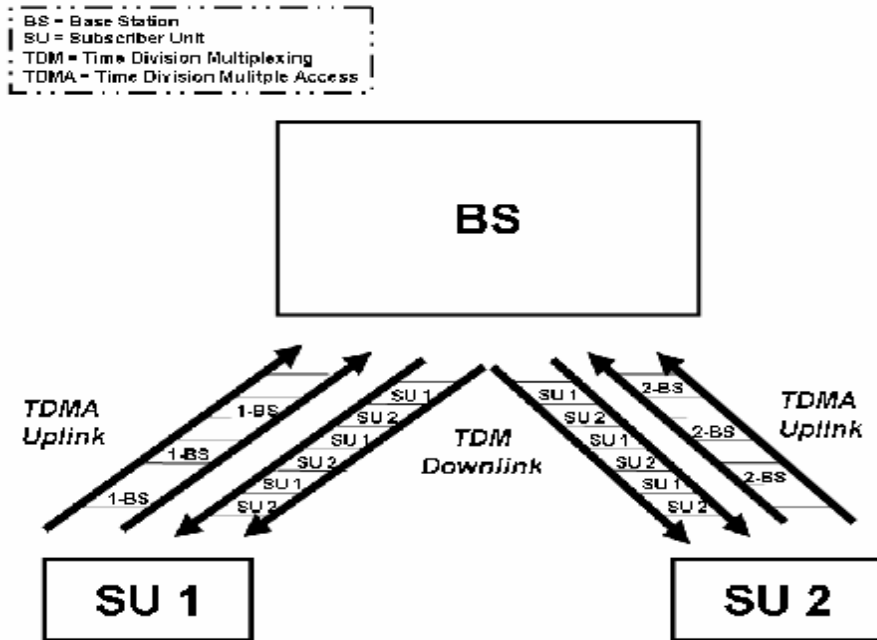 BS = Base Station
SU = Subscriber Unit
TDM = Time Division Multiplexing
TDMA = Time Division Mulitple Access
BS
TDMA
Uplink
1-BS
1-BS
1-BS
SU 1
SU 2
SU 1
SU 2
SU 1
SU 2
TDM
Downlink
SU 1
SU 2
SU 1
SU 2
SU 1
SU 2
2-BS
2-BS
2-BS
TDMA
Uplink
SU 1
SU 2